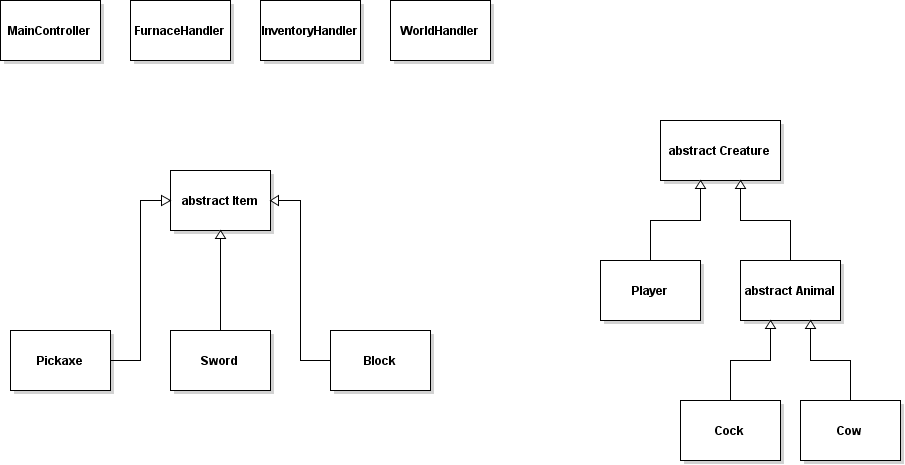 MainController
FurnaceHandler
InventoryHandler
WorldHandler
abstract Creature
abstract Item
Player
abstract Animal
Pickaxe
Sword
Block
Cock
Cow